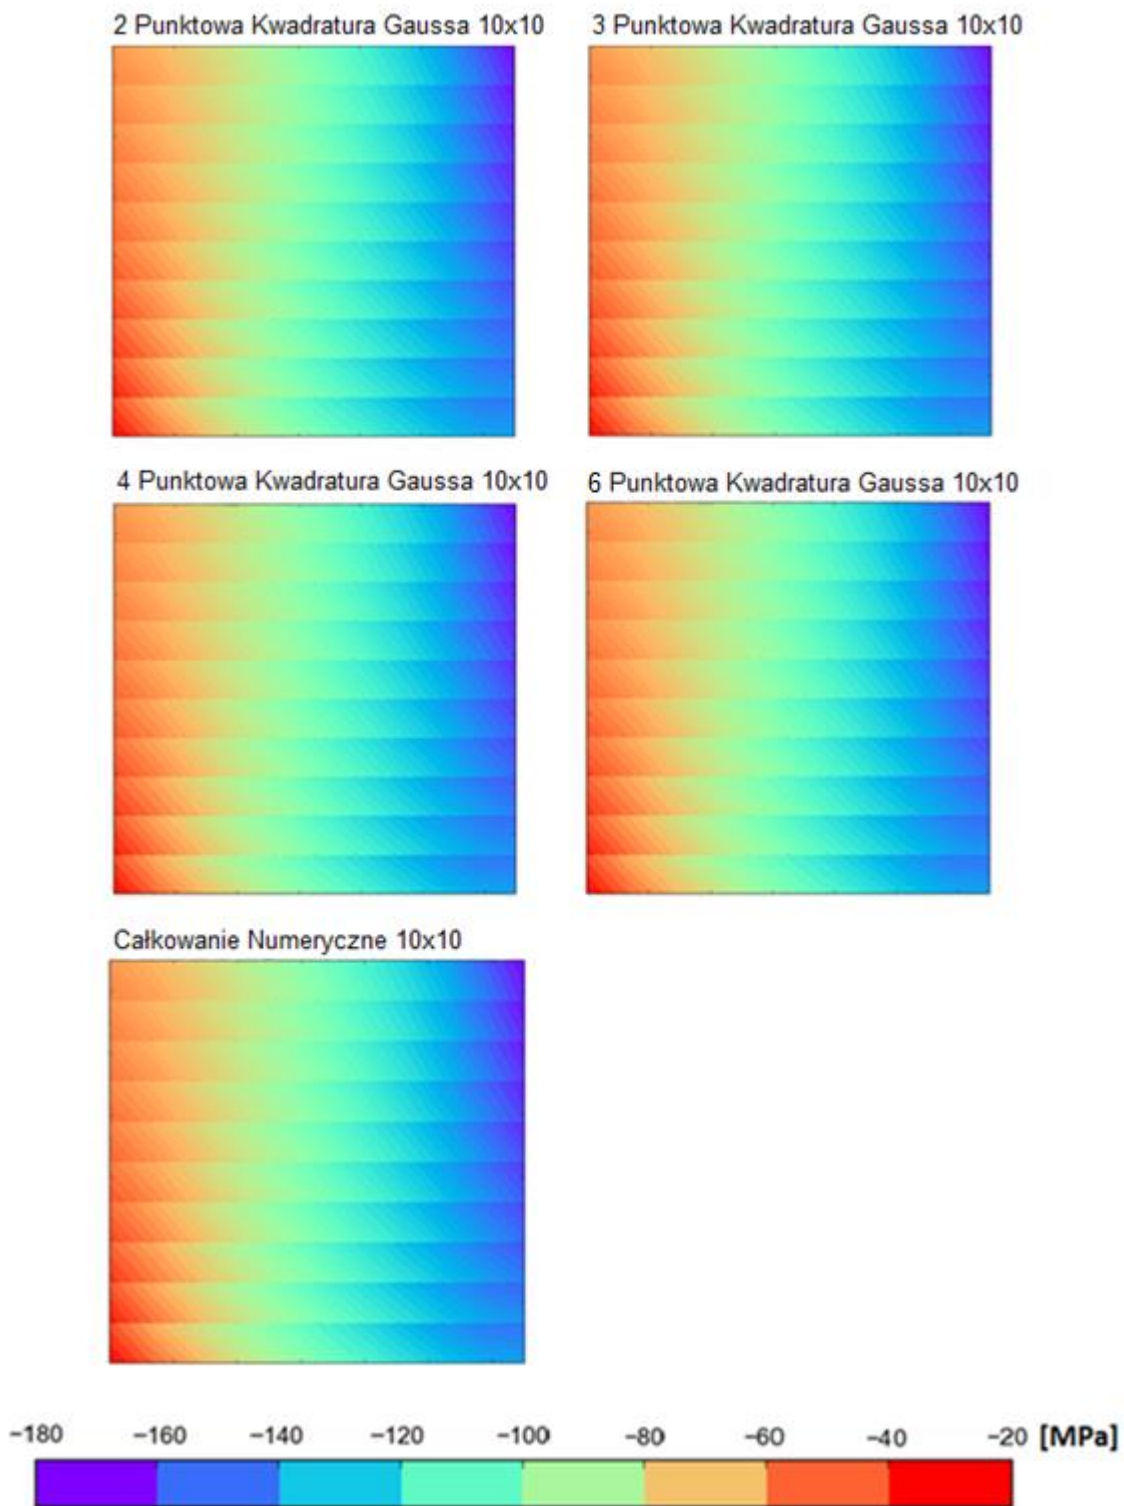 2 Punktowa Kwadratura Gaussa 10x10
3 Punktowa Kwadratura Gaussa 10x10
4 Punktowa Kwadratura Gaussa 10x10
6 Punktowa Kwadratura Gaussa 10x10
Całkowanie Numeryczne 10x10
−180 −160 −140 −120 −100 −80 −60 −40 −20 [MPa]